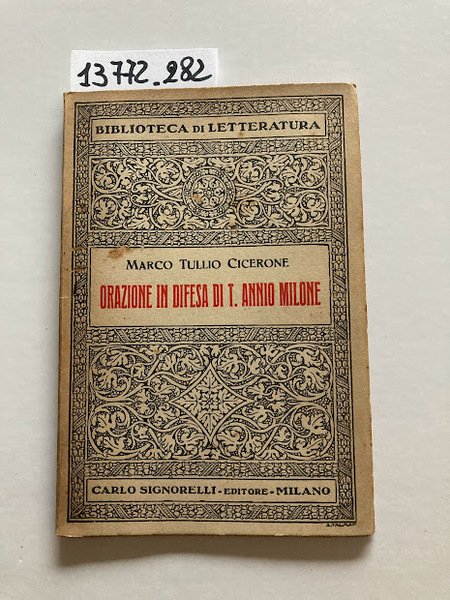 13772_282
BIBLIOTECA DI LETTERATURA
MARCO TULLIO CICERONE
ORAZIONE IN DIFESA DI T. ANNIO MILONE
CARLO SIGNORELLI - EDITORE - MILANO